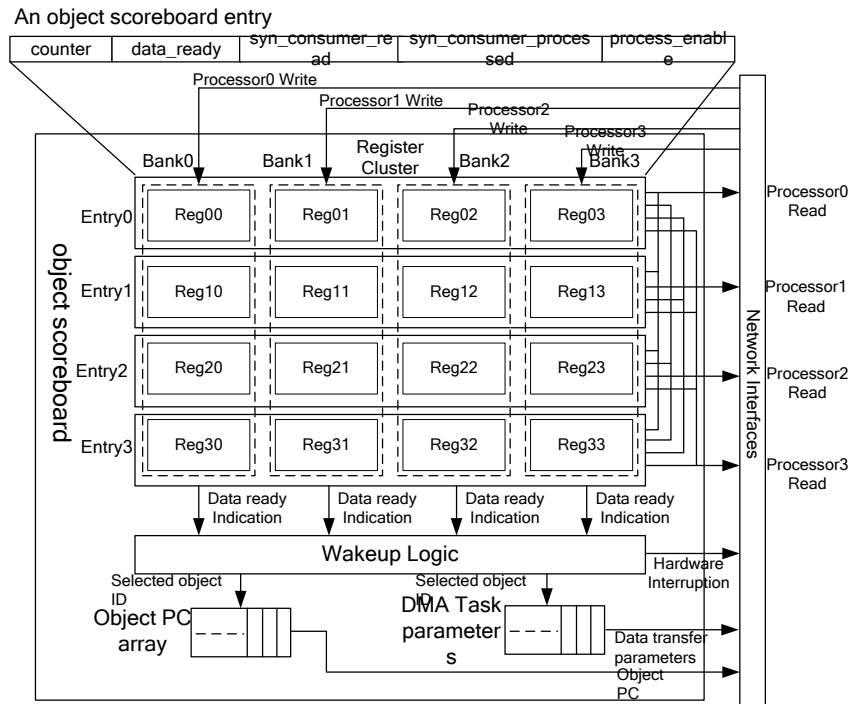 An object scoreboard entry
counter
data_ready
syn_consumer_re
ad
syn_consumer_proces
sed
process_enabl
e
Processor0 Write
Processor1 Write
Processor2
Write
Processor3
Write
Bank0
Bank1
Register
Cluster
Bank2
Bank3
object scoreboard
Entry0
Reg00
Reg01
Reg02
Reg03
Processor0
Read
Entry1
Reg10
Reg11
Reg12
Reg13
Processor1
Read
Entry2
Reg20
Reg21
Reg22
Reg23
Processor2
Read
Entry3
Reg30
Reg31
Reg32
Reg33
Processor3
Read
Network Interfaces
Data ready
Indication
Data ready
Indication
Data ready
Indication
Data ready
Indication
Wakeup Logic
Hardware
Interruption
Selected object
ID
Selected object
ID
Object PC
array
DMA Task
parameter
s
Data transfer
parameters
Object
PC